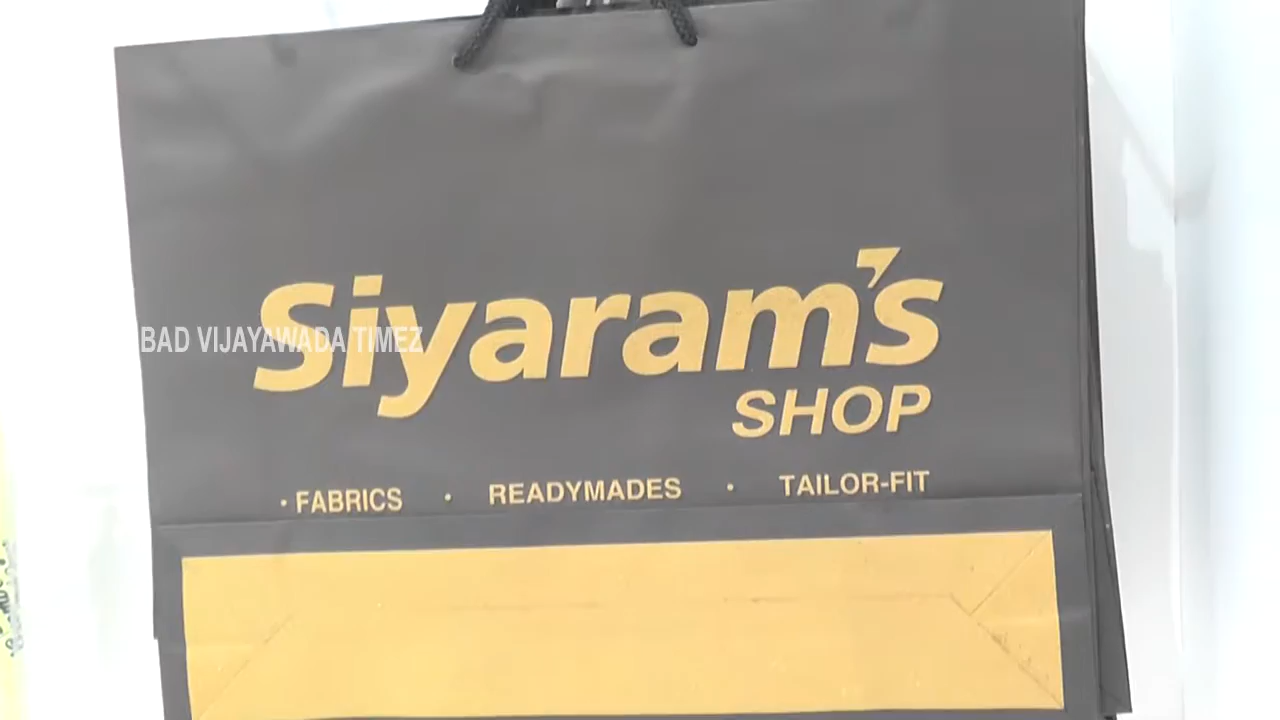 Siyaram's
BAD VIJAYAWADA TIMEZ
SHOP
• FABRICS • READYMADES • TAILOR-FIT